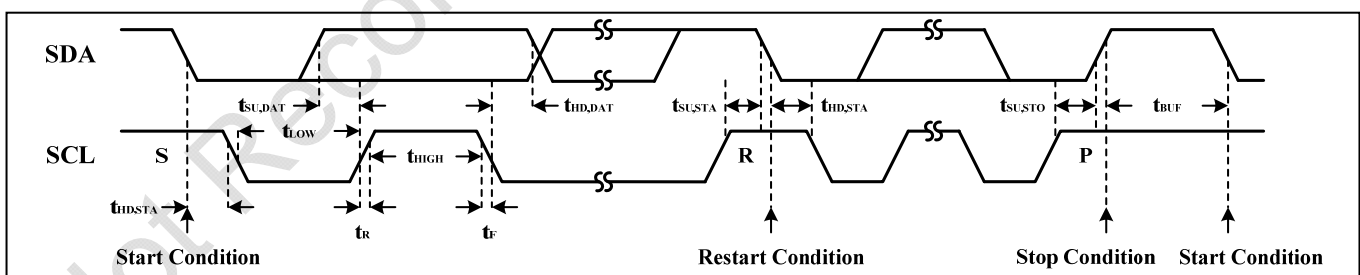 SDA
tSU,DAT
tHD,DAT
tSU,STA
tHD,STA
tSU,STO
tBUF
tLOW
SCL
S
tHIGH
R
P
tHD,STA
tR
tF
Start Condition
Restart Condition
Stop Condition
Start Condition